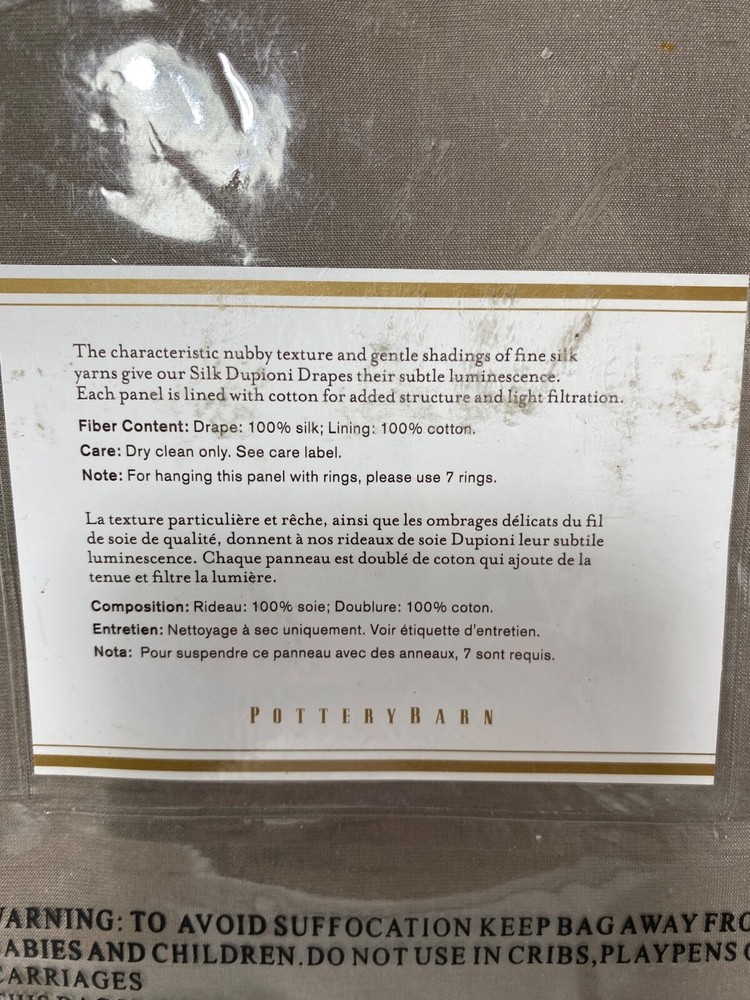 The characteristic nubby texture and gentle shadings of fine silk
yarns give our Silk Dupioni Drapes their subtle luminescence.
Each panel is lined with cotton for added structure and light filtration.
Fiber Content: Drape: 100% silk; Lining: 100% cotton.
Care: Dry clean only. See care label.
Note: For hanging this panel with rings, please use 7 rings.
La texture particulière et rêche, ainsi que les ombrages délicats du fil
de soie de qualité, donnent à nos rideaux de soie Dupioni leur subtile
luminescence. Chaque panneau est doublé de coton qui ajoute de la
tenue et filtre la lumière.
Composition: Rideau: 100% soie; Doublure: 100% coton.
Entretien: Nettoyage à sec uniquement. Voir étiquette d'entretien.
Nota: Pour suspendre ce panneau avec des anneaux, 7 sont requis.
POTTERY BARN
ARNING: TO AVOID SUFFOCATION KEEP BAG AWAY FRO
ABIES AND CHILDREN. DO NOT USE IN CRIBS, PLAYPENS
CARRIAGES